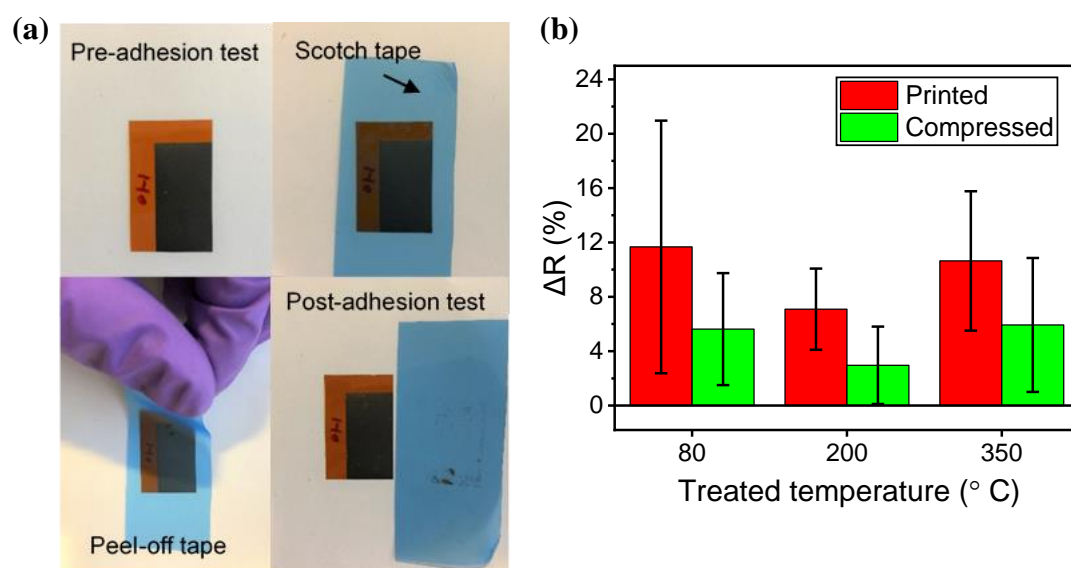 (a)
Pre-adhesion test
Scotch tape
140
Peel-off tape
Post-adhesion test
(b)
24
20
16
12
8
4
0
ΔR (%)
Printed
Compressed
80
200
350
Treated temperature (° C)